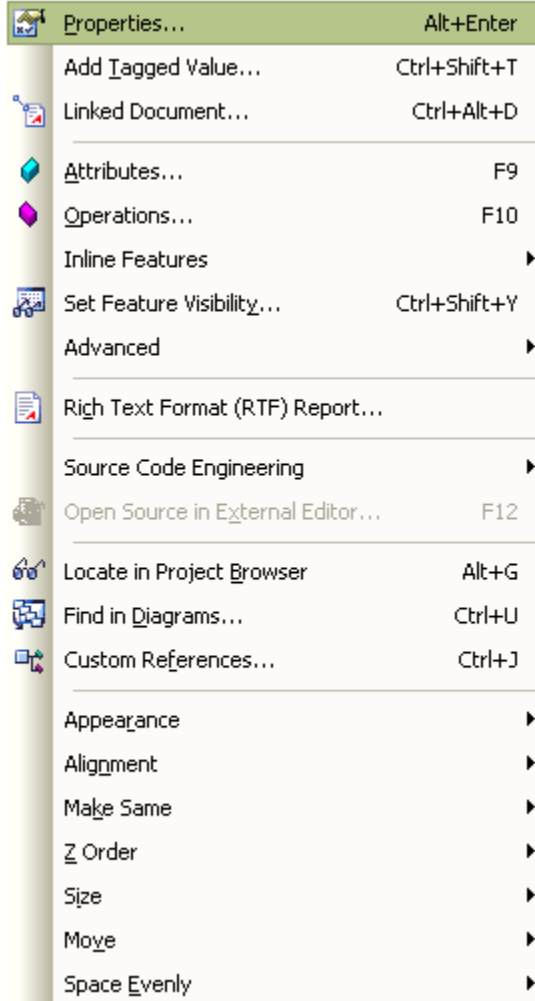 Properties... Alt+Enter
Add Tagged Value... Ctrl+Shift+T
Linked Document... Ctrl+Alt+D
Attributes... F9
Operations... F10
Inline Features
Set Feature Visibility... Ctrl+Shift+Y
Advanced
Rich Text Format (RTF) Report...
Source Code Engineering
Open Source in External Editor... F12
Locate in Project Browser Alt+G
Find in Diagrams... Ctrl+U
Custom References... Ctrl+J
Appearance
Alignment
Make Same
Z Order
Size
Move
Space Evenly